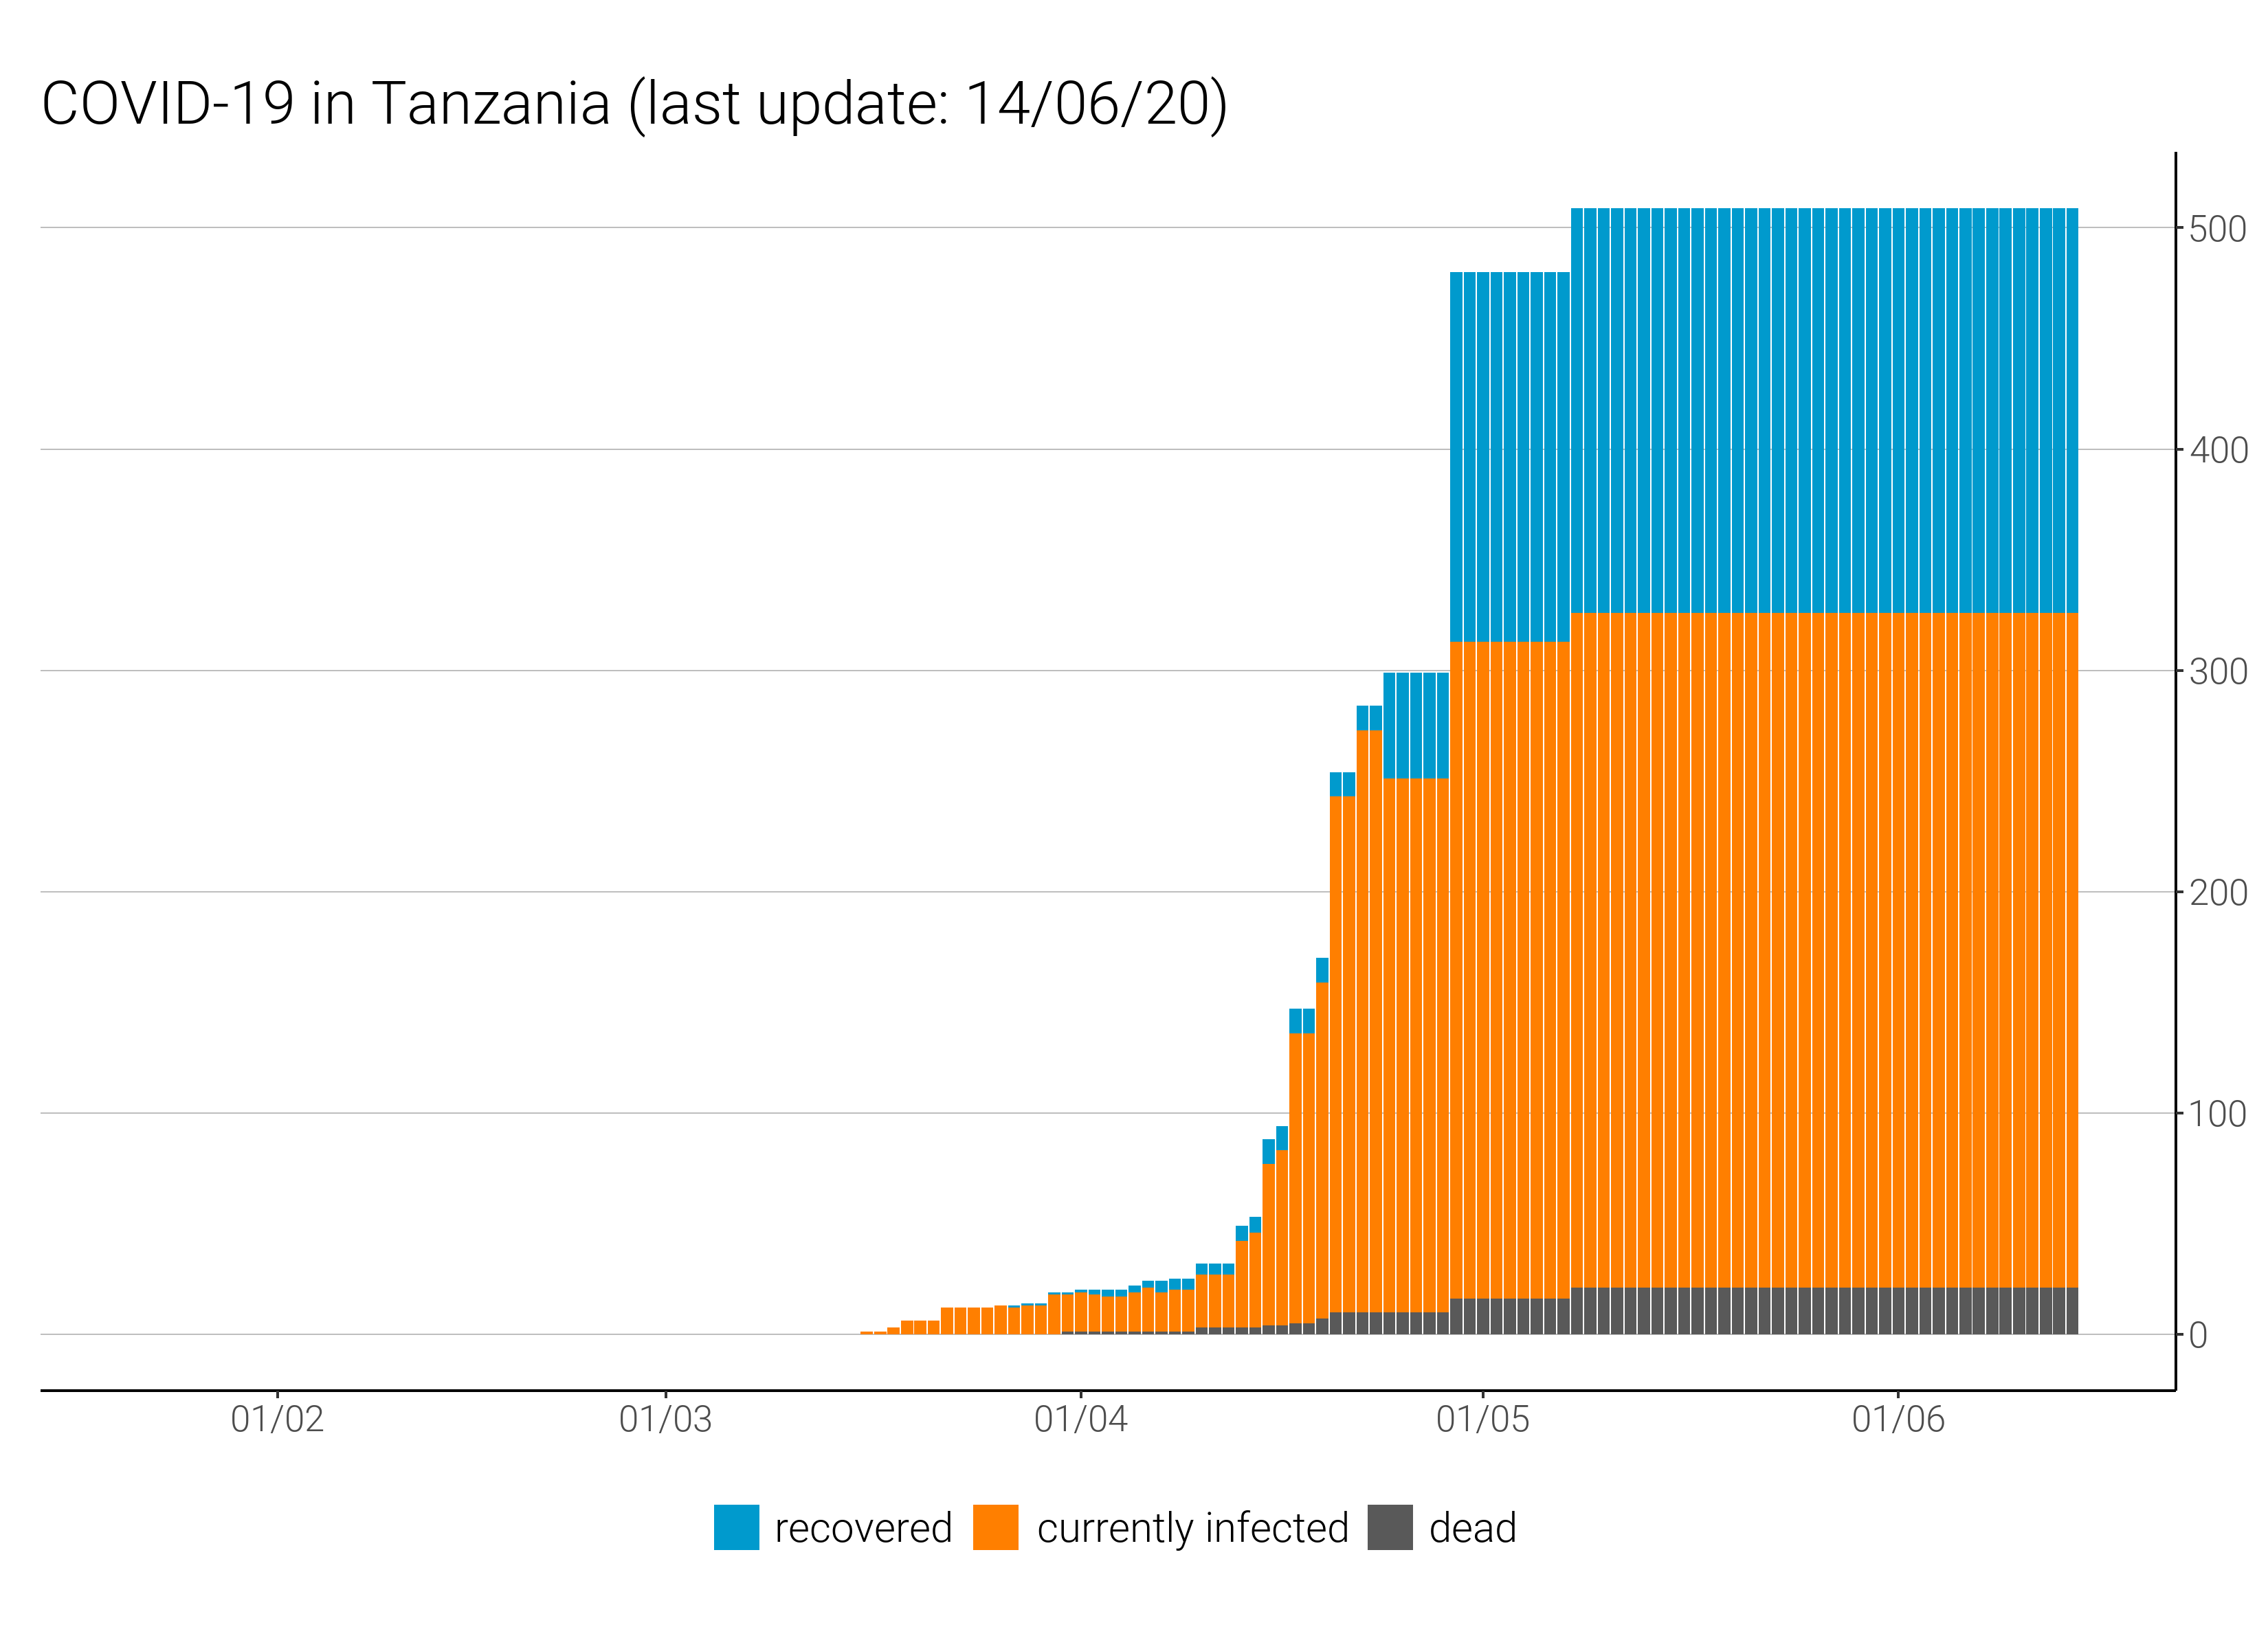 COVID-19 in Tanzania (last update: 14/06/20)
500
400
300
200
100
0
01/02 01/03 01/04 01/05 01/06
recovered currently infected dead